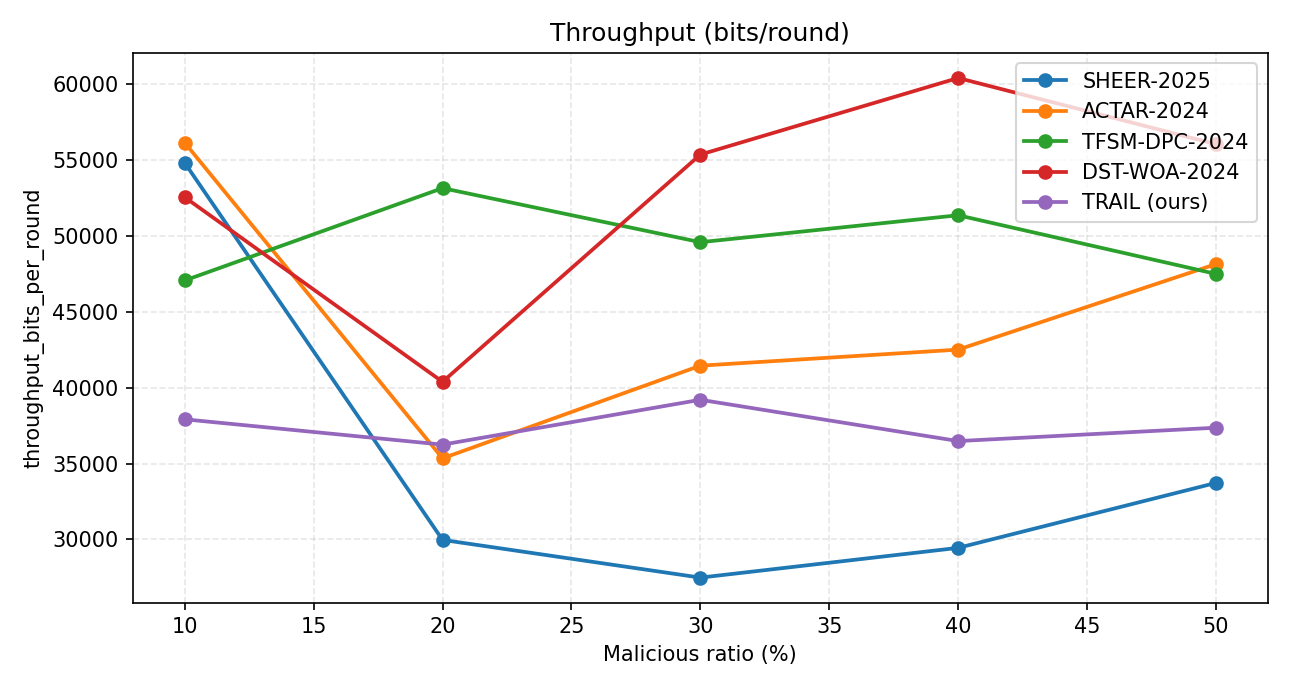 Throughput (bits/round)
throughput_bits_per_round
60000
55000
50000
45000
40000
35000
30000
SHEER-2025
ACTAR-2024
TFSM-DPC-2024
DST-WOA-2024
TRAIL (ours)
10 15 20 25 30 35 40 45 50
Malicious ratio (%)